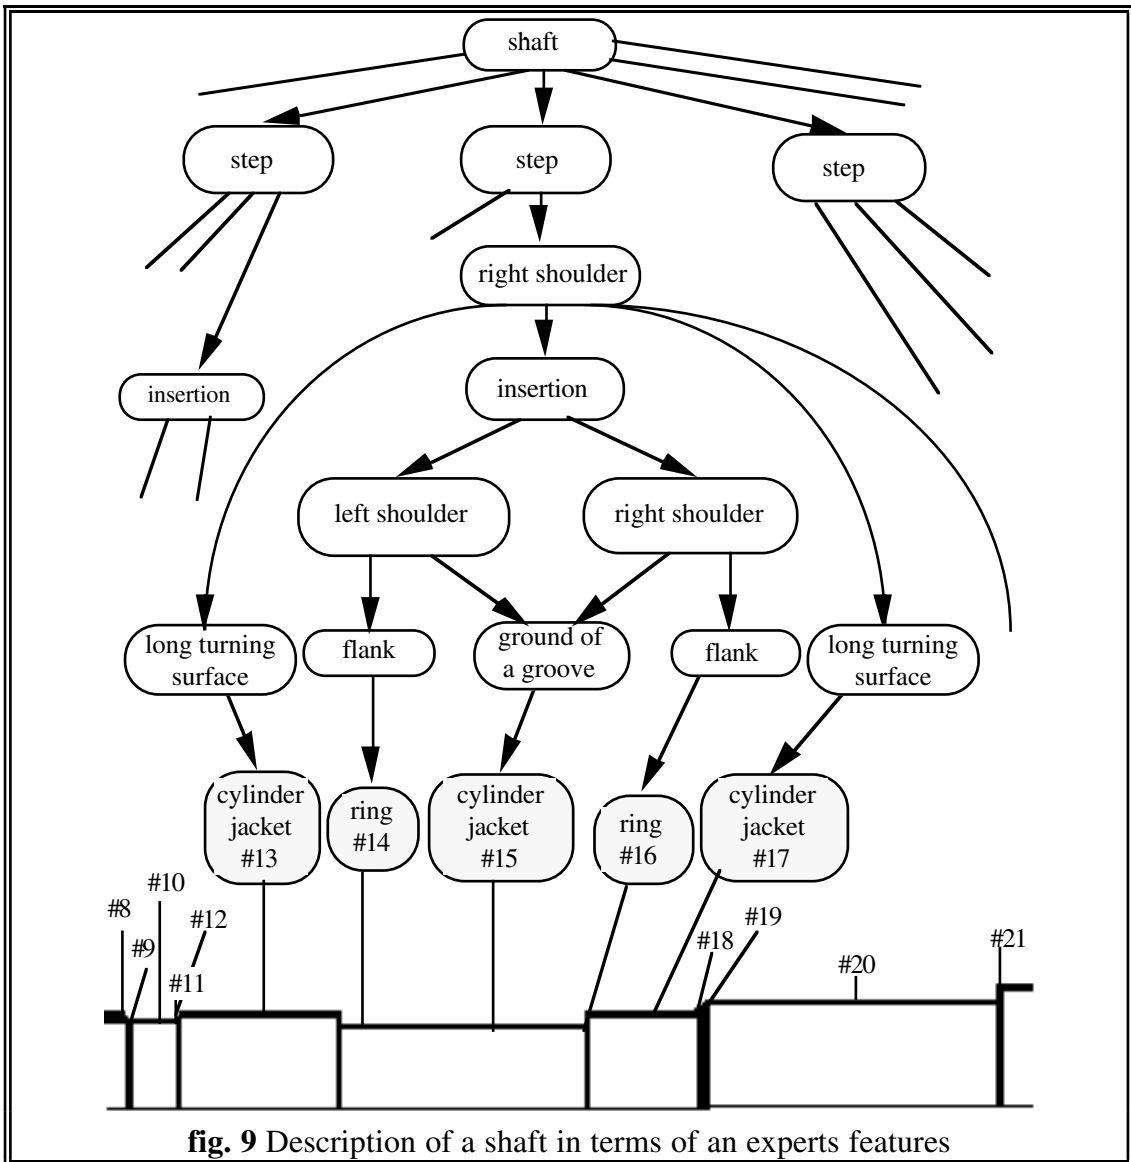 shaft
step
step
step
right shoulder
insertion
insertion
left shoulder
right shoulder
long turning
surface
flank
ground of
a groove
flank
long turning
surface
cylinder
jacket
#13
ring
#14
cylinder
jacket
#15
ring
#16
cylinder
jacket
#17
#8
#9
#10
#11
#12
#18
#19
#20
#21
fig. 9 Description of a shaft in terms of an experts features